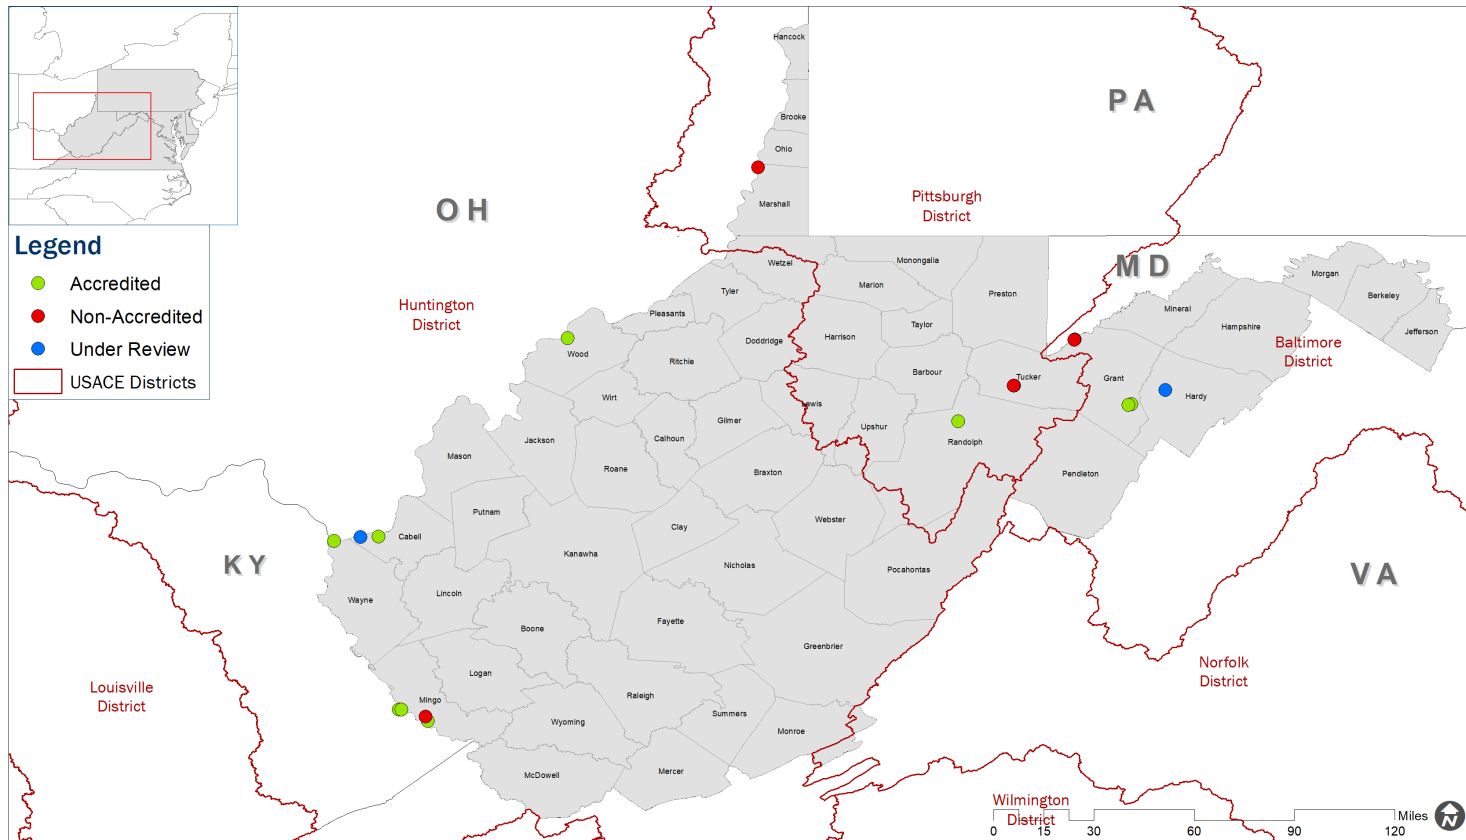 Hancock
PA
Brooke
Ohio
OH
Pittsburgh
District
Marshall
Legend
Accredited
Non-Accredited
Under Review
USACE Districts
Huntington
District
MD
Wetzel
Monongalia
Marion
Preston
Tyler
Pleasants
Morgan
Berkeley
Jefferson
Mineral
Hampshire
Baltimore
District
Taylor
Harrison
Doddridge
Wood
Ritchie
Barbour
Tucker
Grant
Hardy
Wirt
Lewis
Gilmer
Upshur
Calhoun
Jackson
Randolph
Mason
Roane
Braxton
Pendleton
Putnam
Webster
Clay
Cabell
Kanawha
Nicholas
Pocahontas
KY
VA
Wayne
Lincoln
Fayette
Boone
Greenbrier
Norfolk
District
Logan
Louisville
District
Mingo
Raleigh
Summers
Wyoming
Monroe
McDowell
Mercer
Wilmington
District
0 15 30 60 90 120
Miles
N